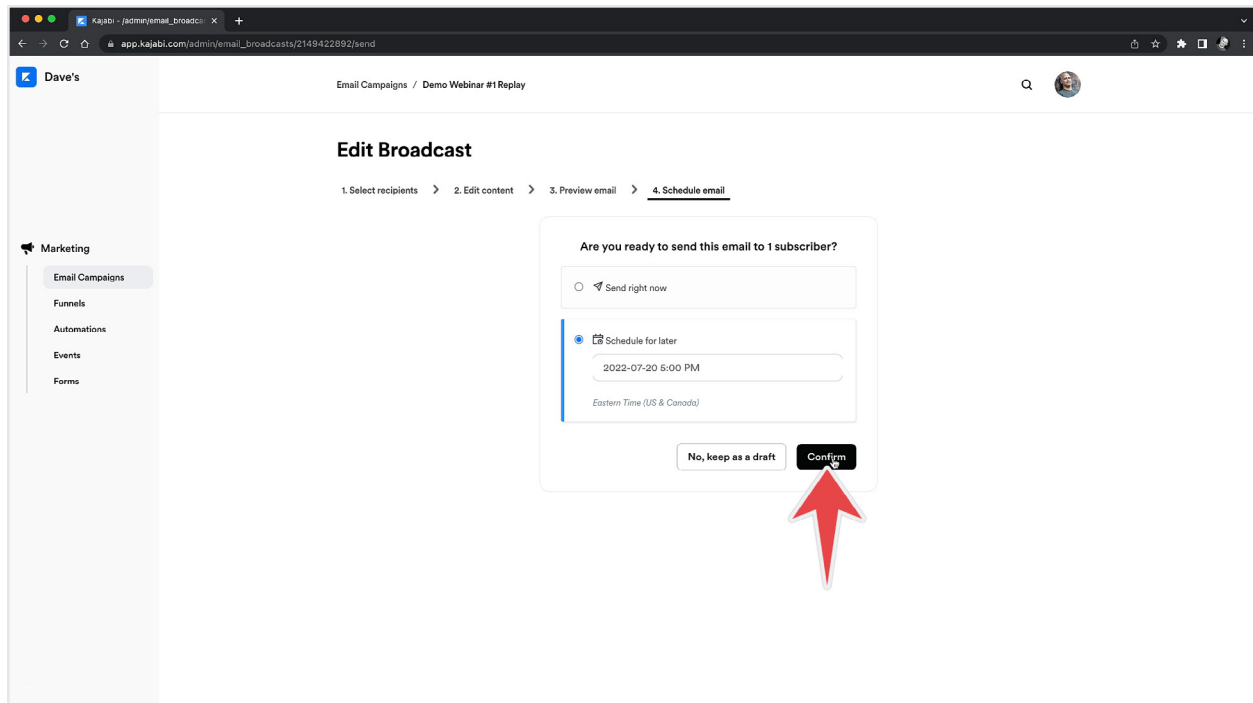 Kajabi - /admin/email_broadca
app.kajabi.com/admin/email_broadcasts/2149422892/send
Dave's
Email Campaigns / Demo Webinar #1 Replay
Edit Broadcast
1. Select recipients
2. Edit content
3. Preview email
4. Schedule email
Marketing
Email Campaigns
Funnels
Automations
Events
Forms
Are you ready to send this email to 1 subscriber?
Send right now
Schedule for later
2022-07-20 5:00 PM
Eastern Time (US & Canada)
No, keep as a draft
Confirm